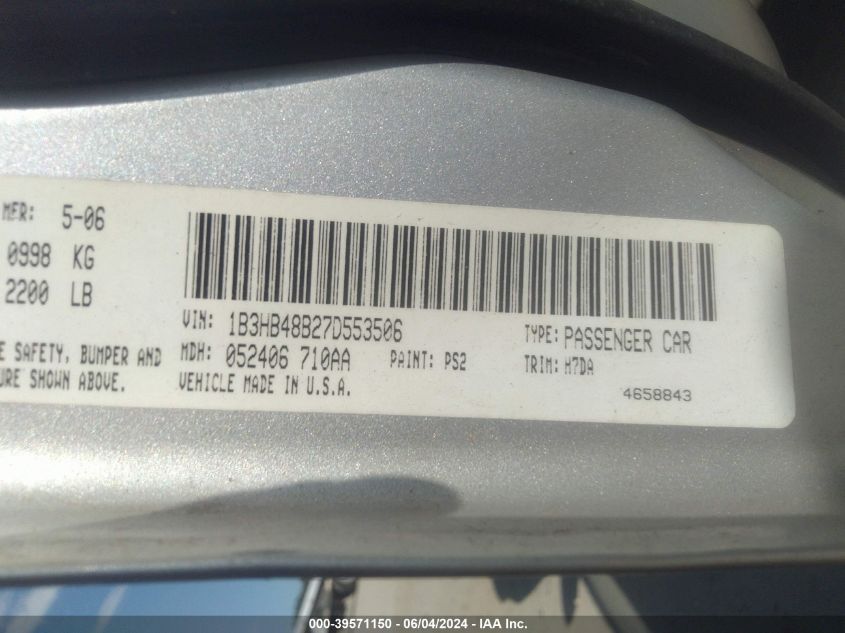 MFR: 5-06
0998 KG
2200 LB
VIN: 1B3HB48B27D553506
TYPE: PASSENGER CAR
E SAFETY, BUMPER AND
MDH: 052406 710AA
PAINT: PS2
TRIM: H7DA
URE SHOWN ABOVE.
VEHICLE MADE IN U.S.A.
4658843
000-39571150 - 06/04/2024 - IAA Inc.